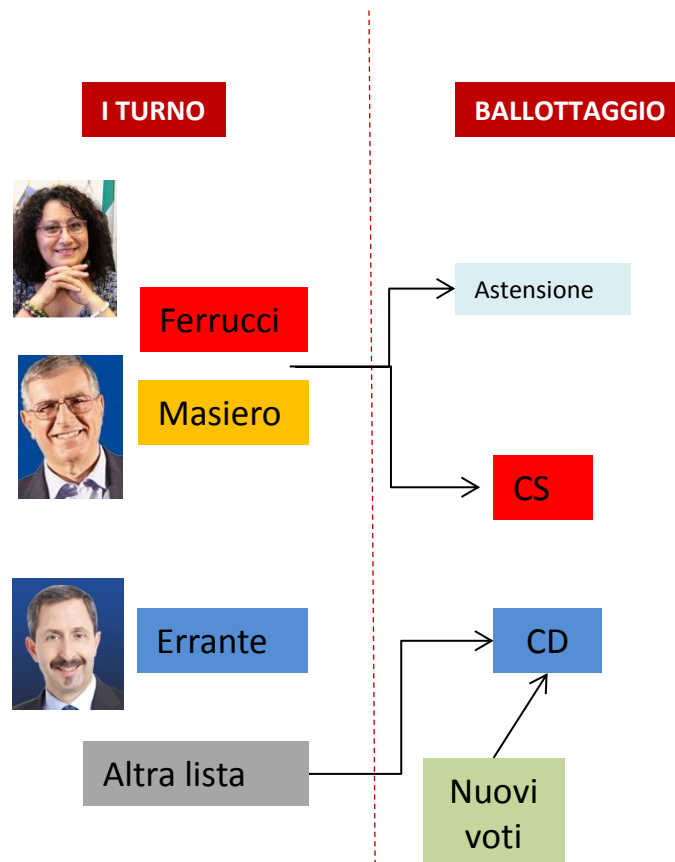 I TURNO
BALLOTTAGGIO
Ferrucci
Astensione
Masiero
CS
Errante
CD
Altra lista
Nuovi
voti